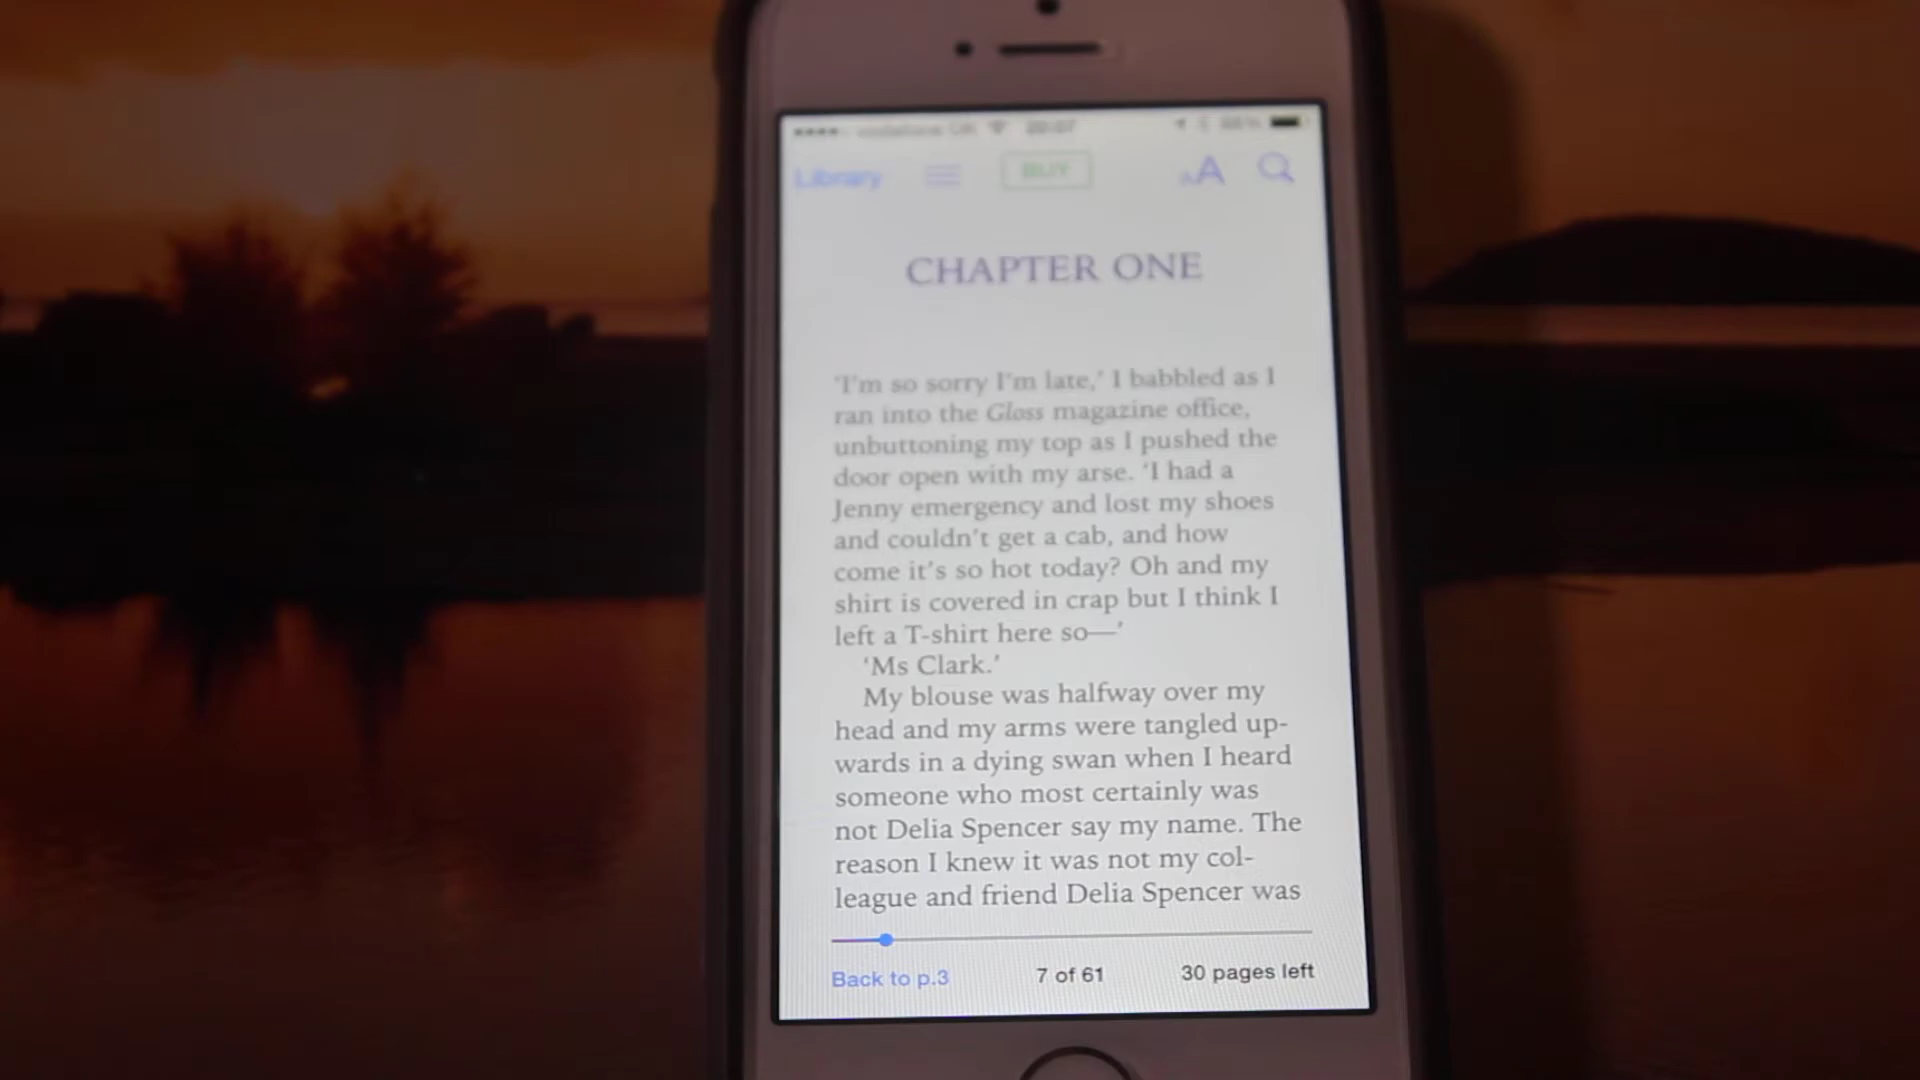 vodafone UK 20:07
Library BUY AA
CHAPTER ONE
'I'm so sorry I'm late,' I babbled as I
ran into the Gloss magazine office,
unbuttoning my top as I pushed the
door open with my arse. 'I had a
Jenny emergency and lost my shoes
and couldn't get a cab, and how
come it's so hot today? Oh and my
shirt is covered in crap but I think I
left a T-shirt here so—'
'Ms Clark.'
My blouse was halfway over my
head and my arms were tangled up-
wards in a dying swan when I heard
someone who most certainly was
not Delia Spencer say my name. The
reason I knew it was not my col-
league and friend Delia Spencer was
Back to p.3 7 of 61 30 pages left